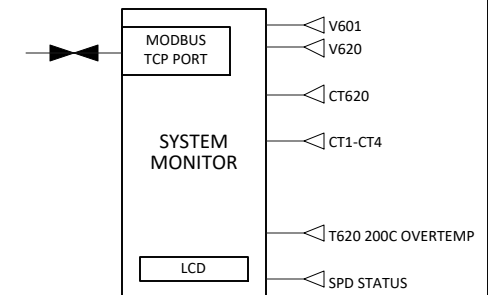 MODBUS
TCP PORT
V601
V620
CT620
SYSTEM
MONITOR
CT1-CT4
T620 200C OVERTEMP
LCD
SPD STATUS